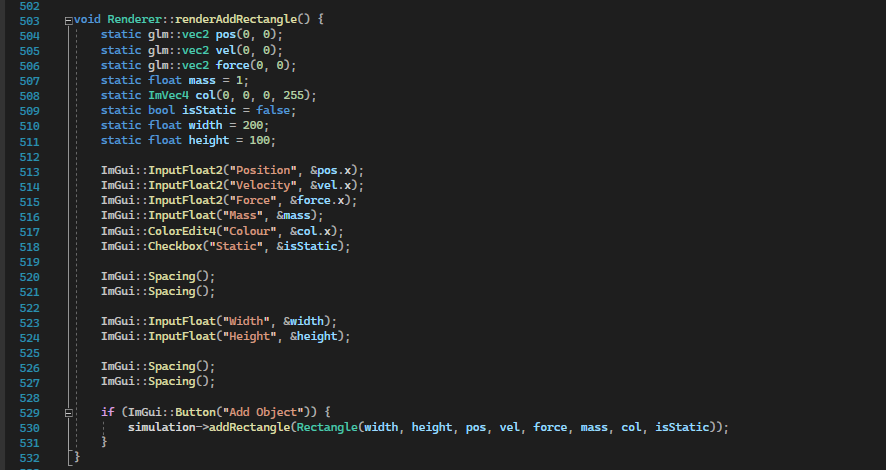 502
503 void Renderer::renderAddRectangle() {
504 static glm::vec2 pos(0, 0);
505 static glm::vec2 vel(0, 0);
506 static glm::vec2 force(0, 0);
507 static float mass = 1;
508 static ImVec4 col(0, 0, 0, 255);
509 static bool isStatic = false;
510 static float width = 200;
511 static float height = 100;
512
513 ImGui::InputFloat2("Position", &pos.x);
514 ImGui::InputFloat2("Velocity", &vel.x);
515 ImGui::InputFloat2("Force", &force.x);
516 ImGui::InputFloat("Mass", &mass);
517 ImGui::ColorEdit4("Colour", &col.x);
518 ImGui::Checkbox("Static", &isStatic);
519
520 ImGui::Spacing();
521 ImGui::Spacing();
522
523 ImGui::InputFloat("Width", &width);
524 ImGui::InputFloat("Height", &height);
525
526 ImGui::Spacing();
527 ImGui::Spacing();
528
529 if (ImGui::Button("Add Object")) {
530 simulation->addRectangle(Rectangle(width, height, pos, vel, force, mass, col, isStatic));
531 }
532 }